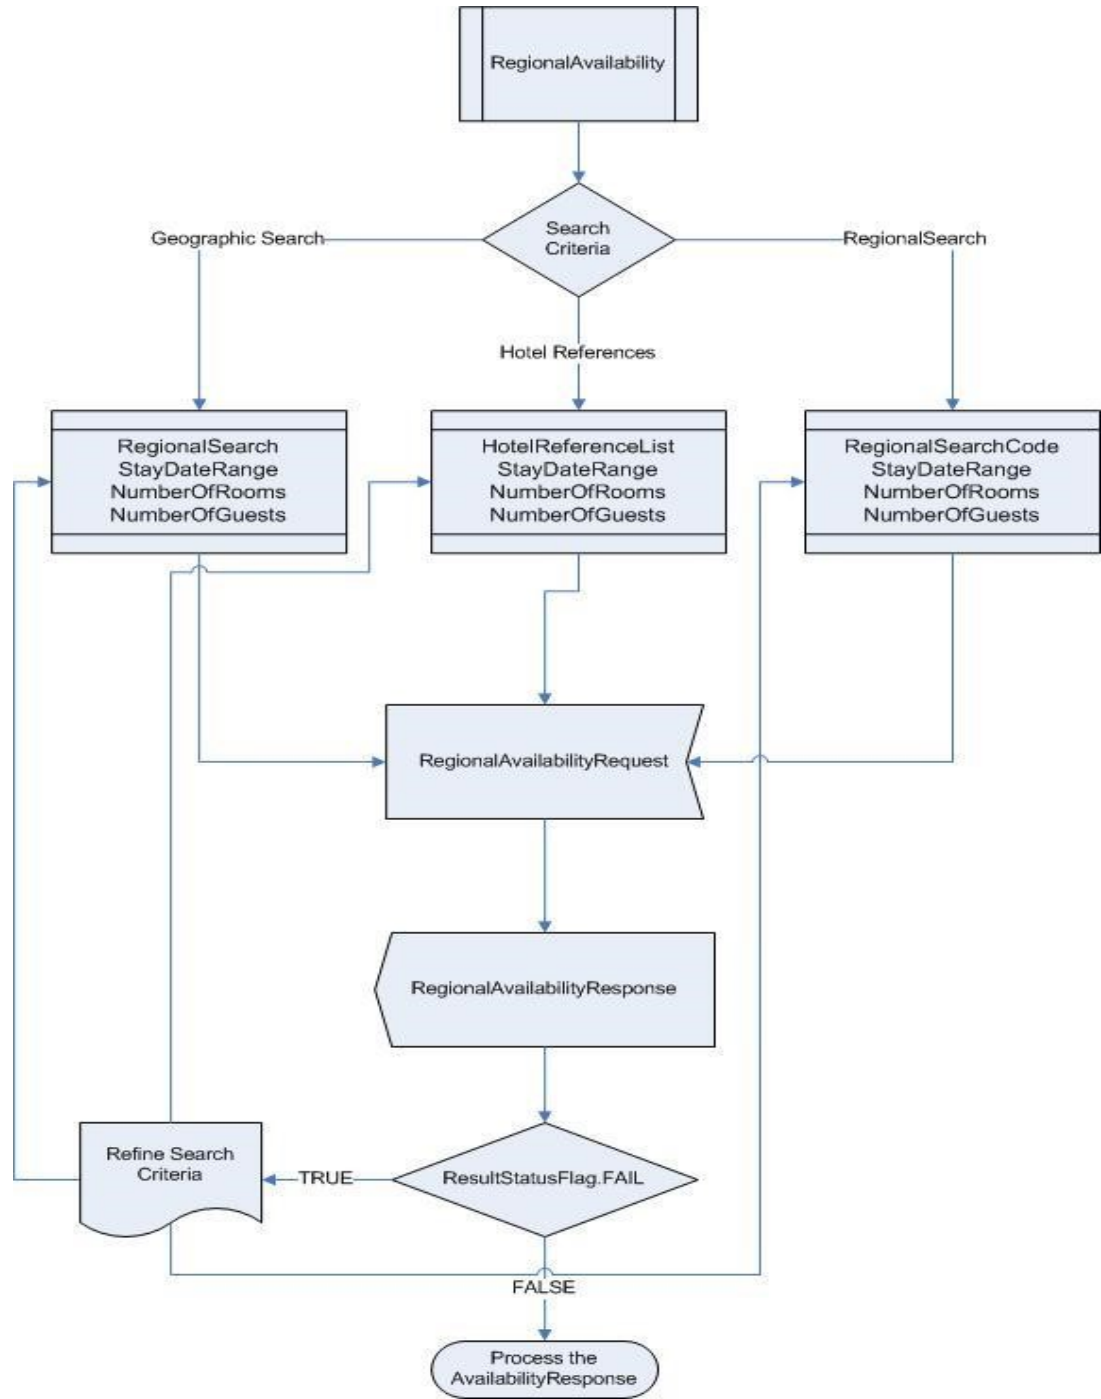 RegionalAvailability
Search
Criteria
Geographic Search
RegionalSearch
Hotel References
RegionalSearch
StayDateRange
NumberOfRooms
NumberOfGuests
HotelReferenceList
StayDateRange
NumberOfRooms
NumberOfGuests
RegionalSearchCode
StayDateRange
NumberOfRooms
NumberOfGuests
RegionalAvailabilityRequest
RegionalAvailabilityResponse
Refine Search
Criteria
TRUE
ResultStatusFlag.FAIL
FALSE
Process the
AvailabilityResponse